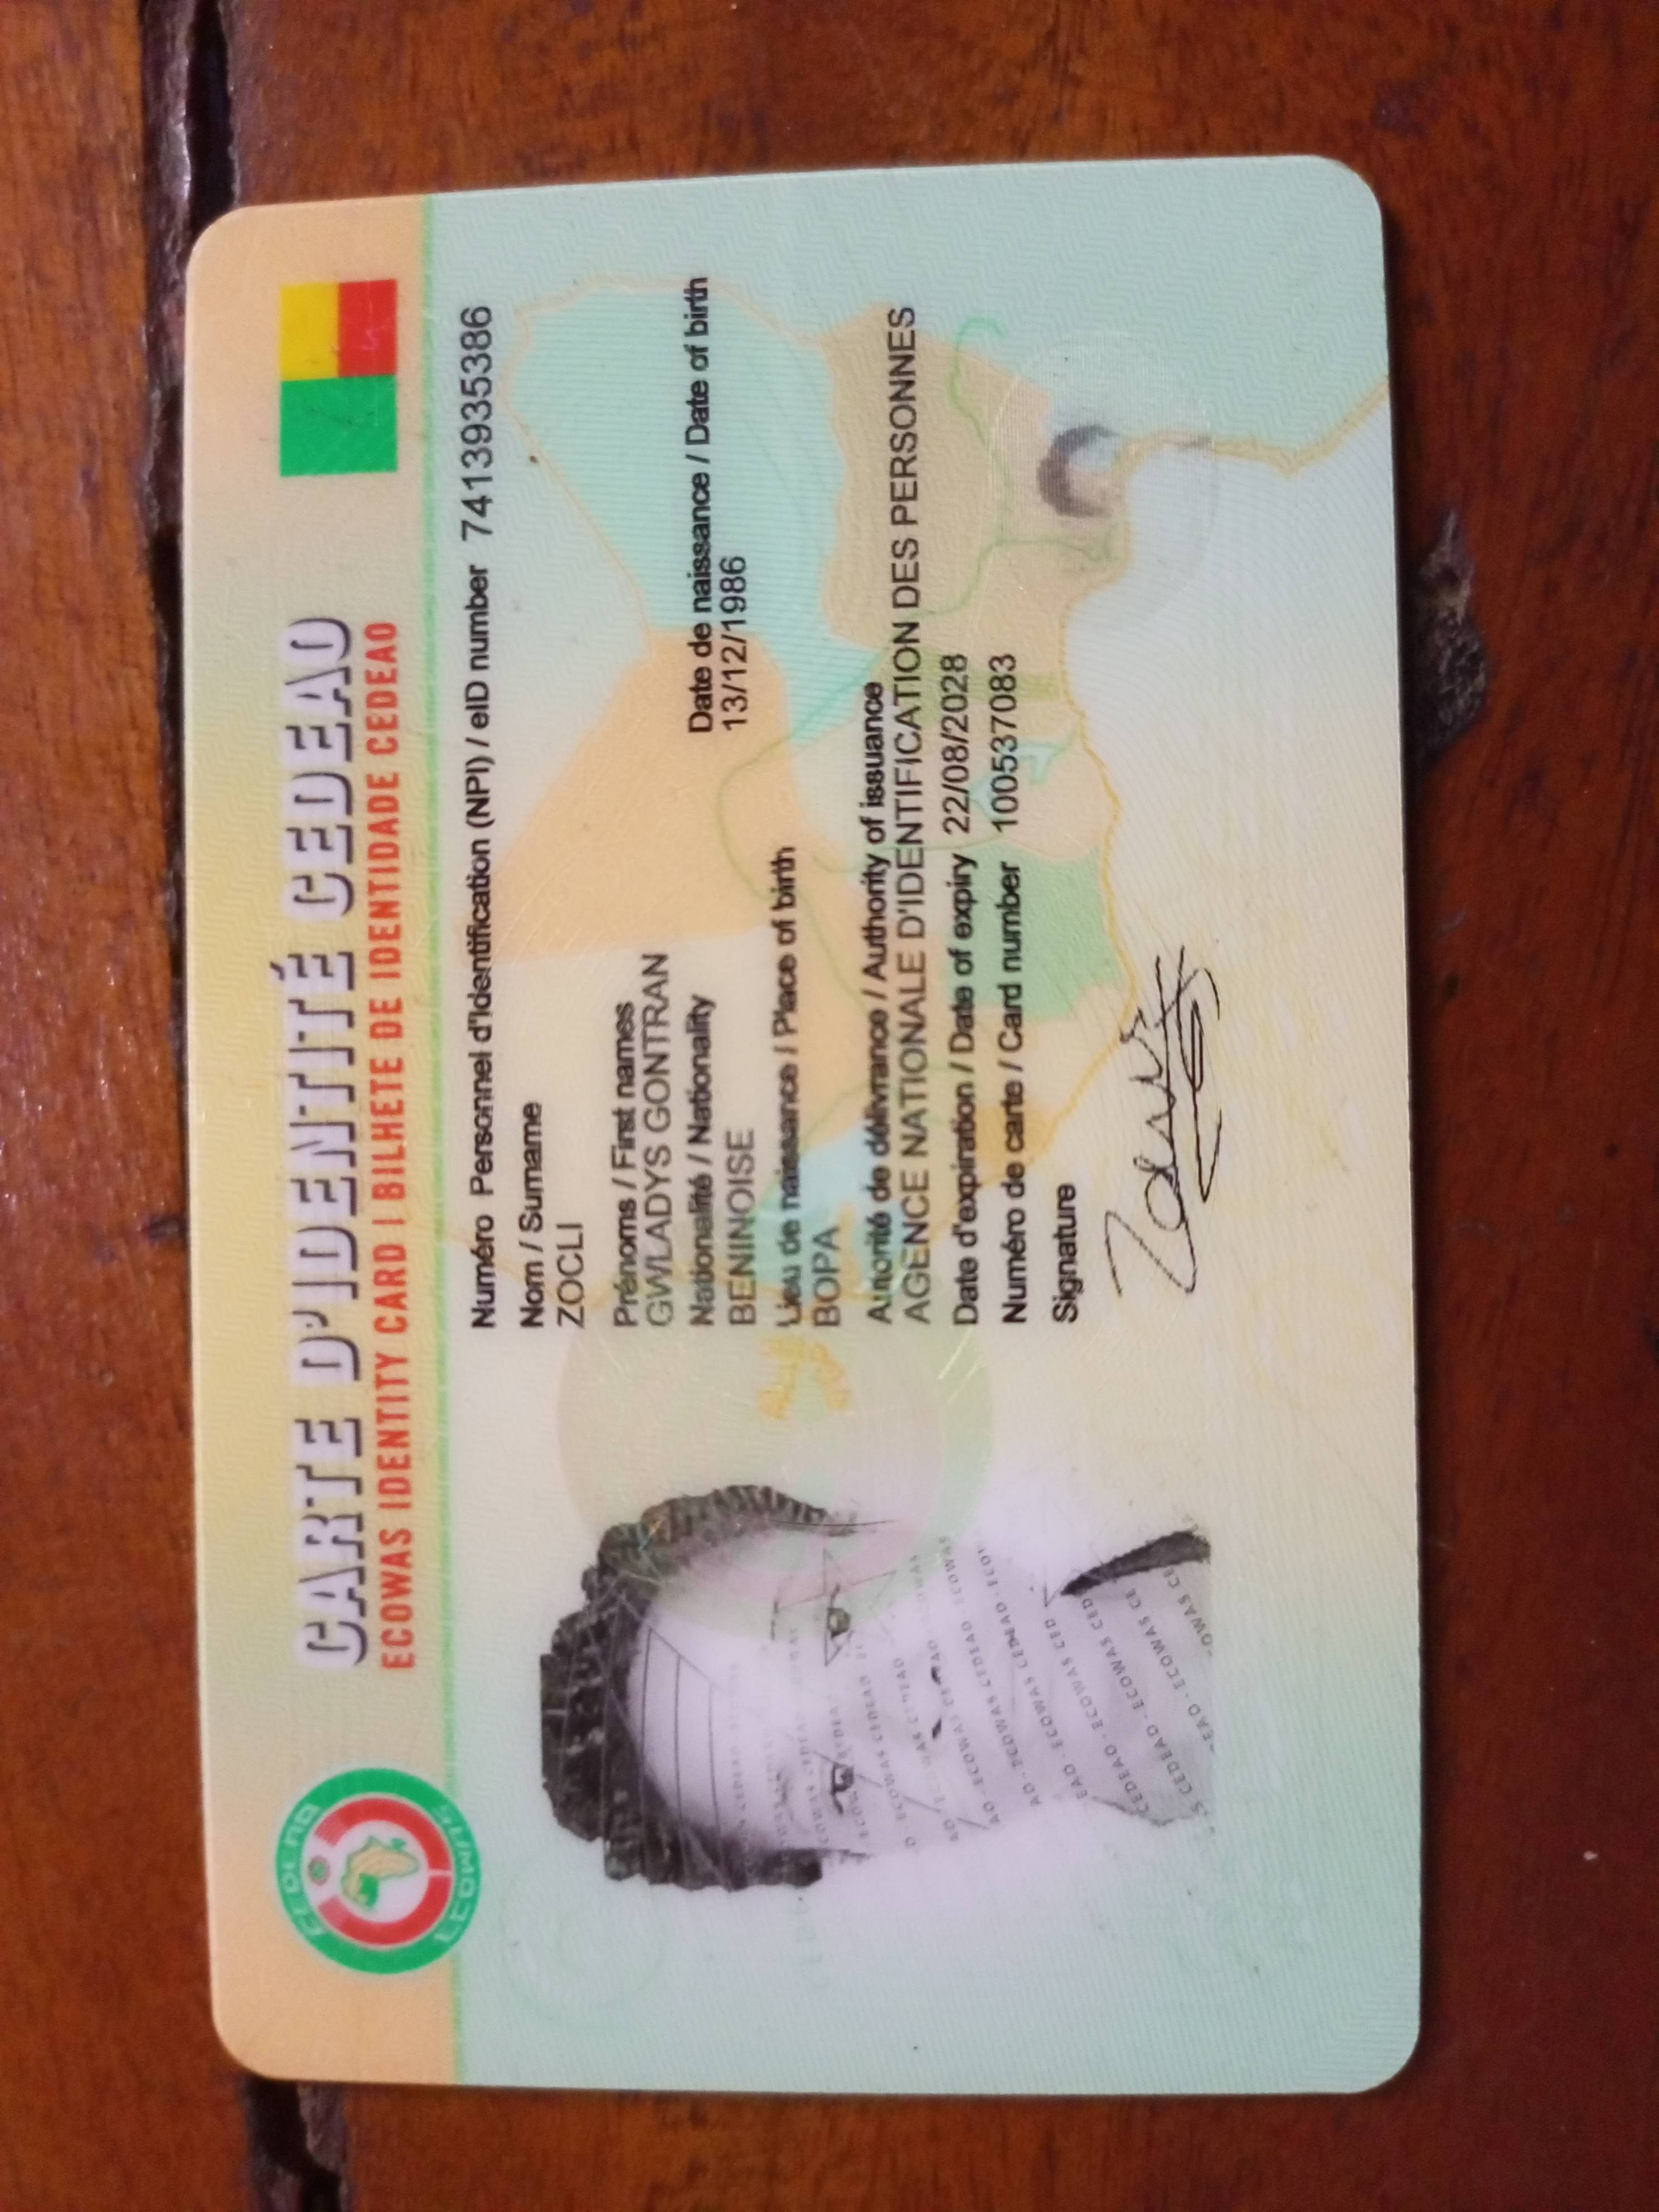 CEDEAO
ECOWAS
CARTE D'IDENTITÉ CEDEAO
ECOWAS IDENTITY CARD | BILHETE DE IDENTIDADE CEDEAO
Numéro Personnel d'Identification (NPI) / eID number 7413935386
Nom / Surname
ZOCLI
Prénoms / First names
GWLADYS GONTRAN
Nationalité / Nationality
BENINOISE
Date de naissance / Date of birth
13/12/1986
Lieu de naissance / Place of birth
BOPA
Autorité de délivrance / Authority of issuance
AGENCE NATIONALE D'IDENTIFICATION DES PERSONNES
Date d'expiration / Date of expiry 22/08/2028
Numéro de carte / Card number 100537083
Signature